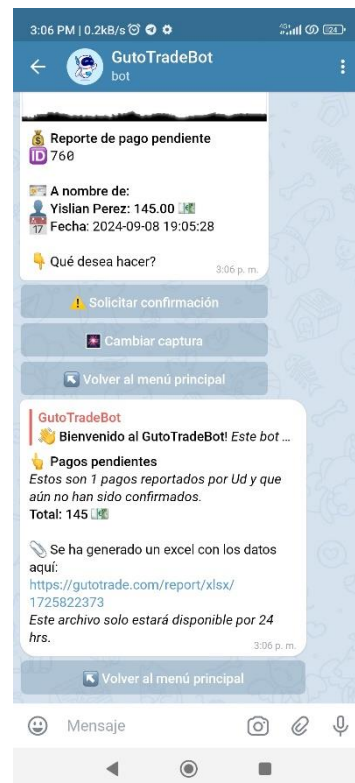 3:06 PM | 0.2kB/s
24
GutoTradeBot
bot
Reporte de pago pendiente
ID 760
A nombre de:
Yislian Perez: 145.00
17 Fecha: 2024-09-08 19:05:28
Qué desea hacer?
3:06 p. m.
Solicitar confirmación
Cambiar captura
Volver al menú principal
GutoTradeBot
Bienvenido al GutoTradeBot! Este bot ...
Pagos pendientes
Estos son 1 pagos reportados por Ud y que
aún no han sido confirmados.
Total: 145
Se ha generado un excel con los datos
aquí:
https://gutotrade.com/report/xlsx/
1725822373
Este archivo solo estará disponible por 24
hrs.
3:06 p. m.
Volver al menú principal
Mensaje